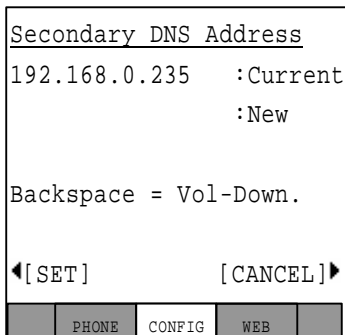 Secondary DNS Address
192.168.0.235 :Current
:New
Backspace = Vol-Down.
[SET] [CANCEL]
PHONE CONFIG WEB